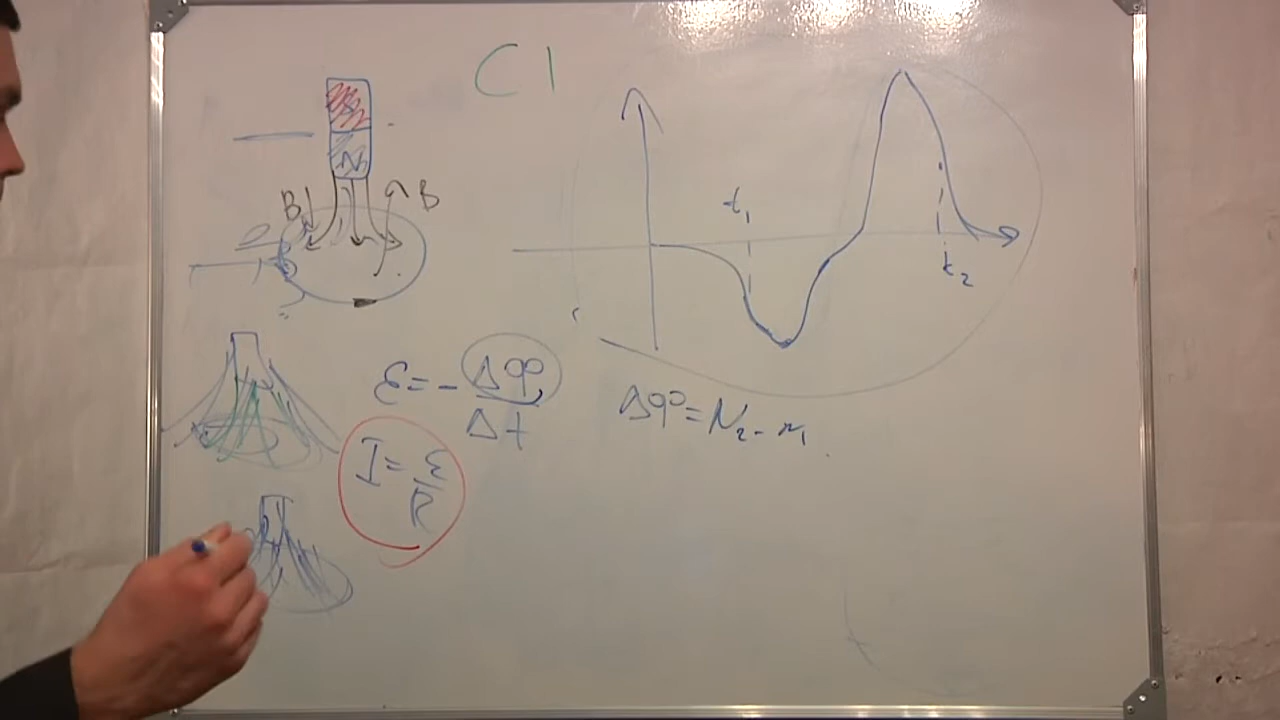 C1
N
B B
t₁
t₂
ℰ = - ΔΦ / Δt
ΔΦ = N₂ - N₁
I = ℰ / R